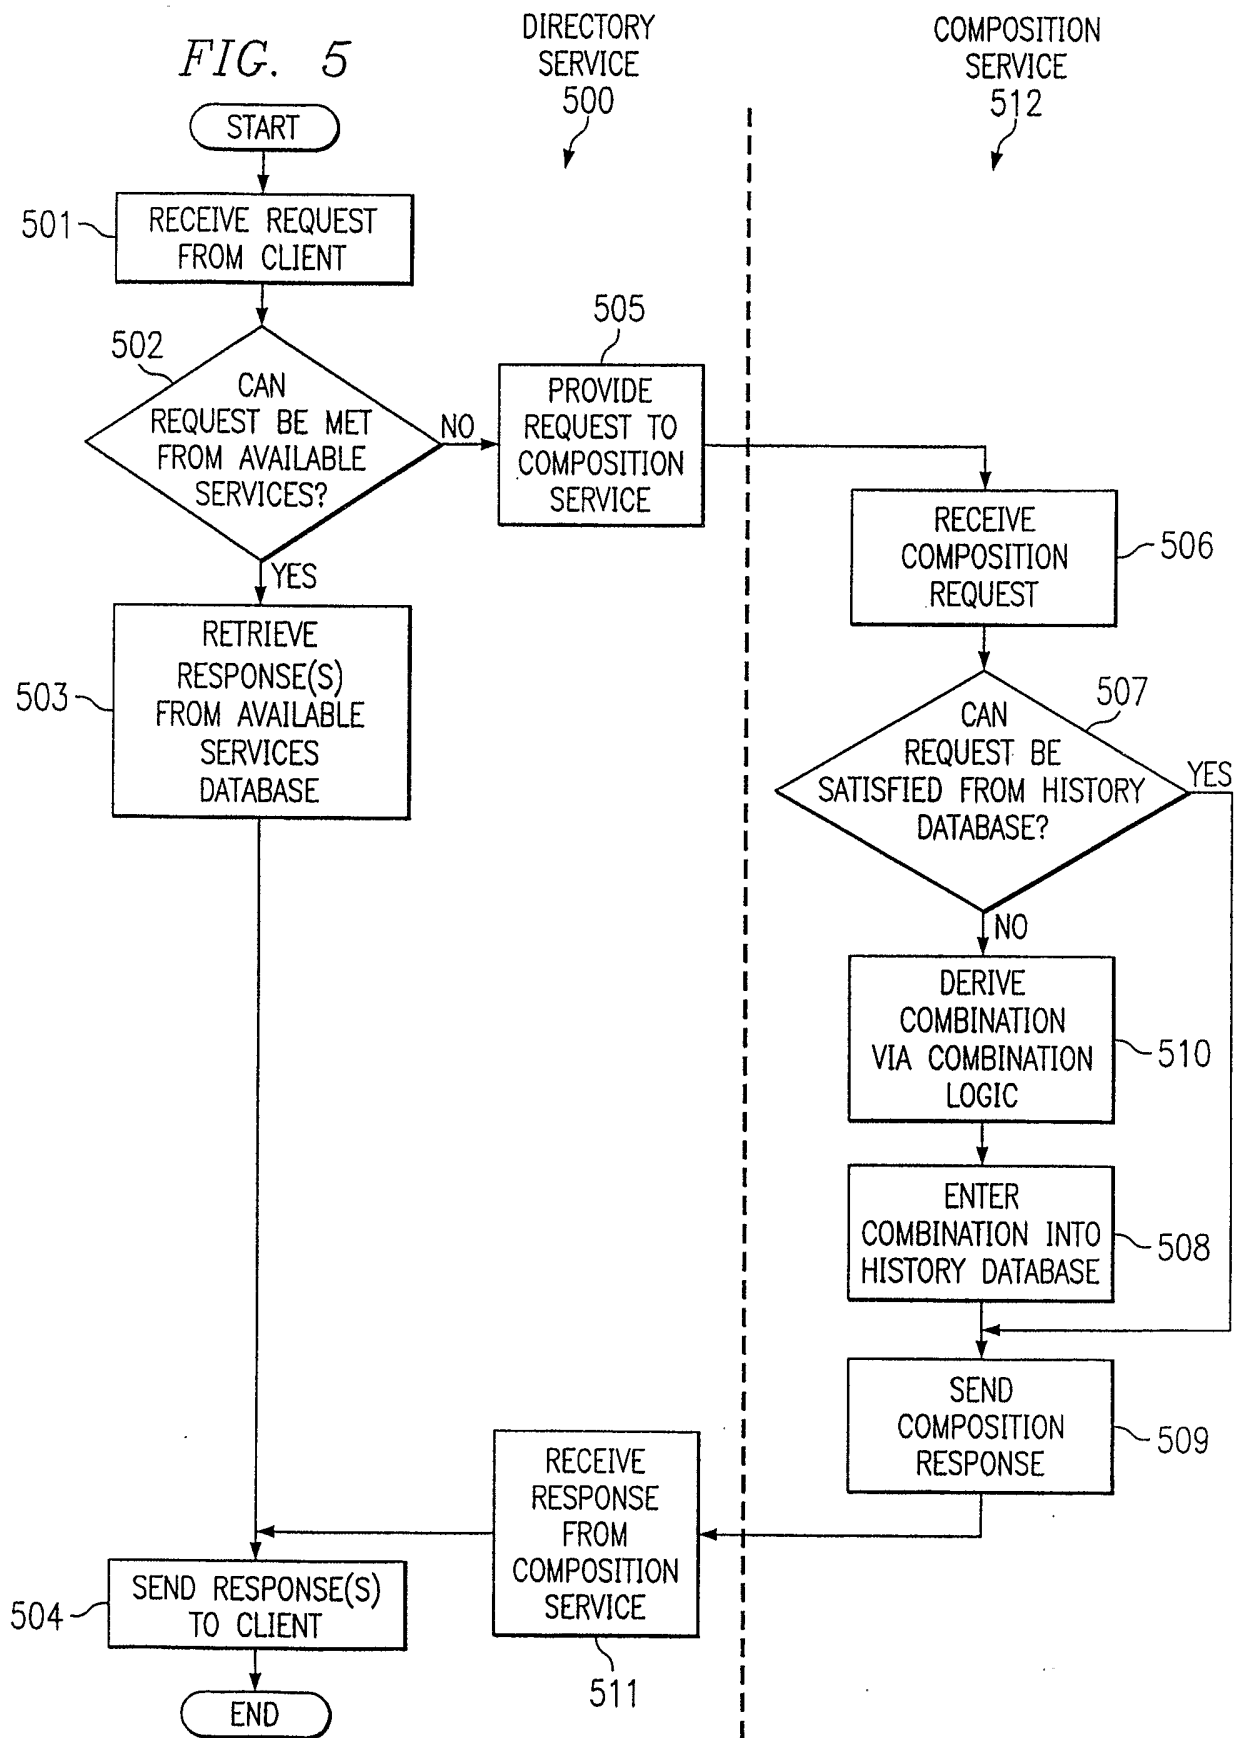 FIG. 5
DIRECTORY
SERVICE
500
COMPOSITION
SERVICE
512
START
501
RECEIVE REQUEST
FROM CLIENT
502
CAN
REQUEST BE MET
FROM AVAILABLE
SERVICES?
NO
YES
505
PROVIDE
REQUEST TO
COMPOSITION
SERVICE
RECEIVE
COMPOSITION
REQUEST
506
503
RETRIEVE
RESPONSE(S)
FROM AVAILABLE
SERVICES
DATABASE
507
CAN
REQUEST BE
SATISFIED FROM HISTORY
DATABASE?
YES
NO
DERIVE
COMBINATION
VIA COMBINATION
LOGIC
510
ENTER
COMBINATION INTO
HISTORY DATABASE
508
SEND
COMPOSITION
RESPONSE
509
RECEIVE
RESPONSE
FROM
COMPOSITION
SERVICE
511
504
SEND RESPONSE(S)
TO CLIENT
END